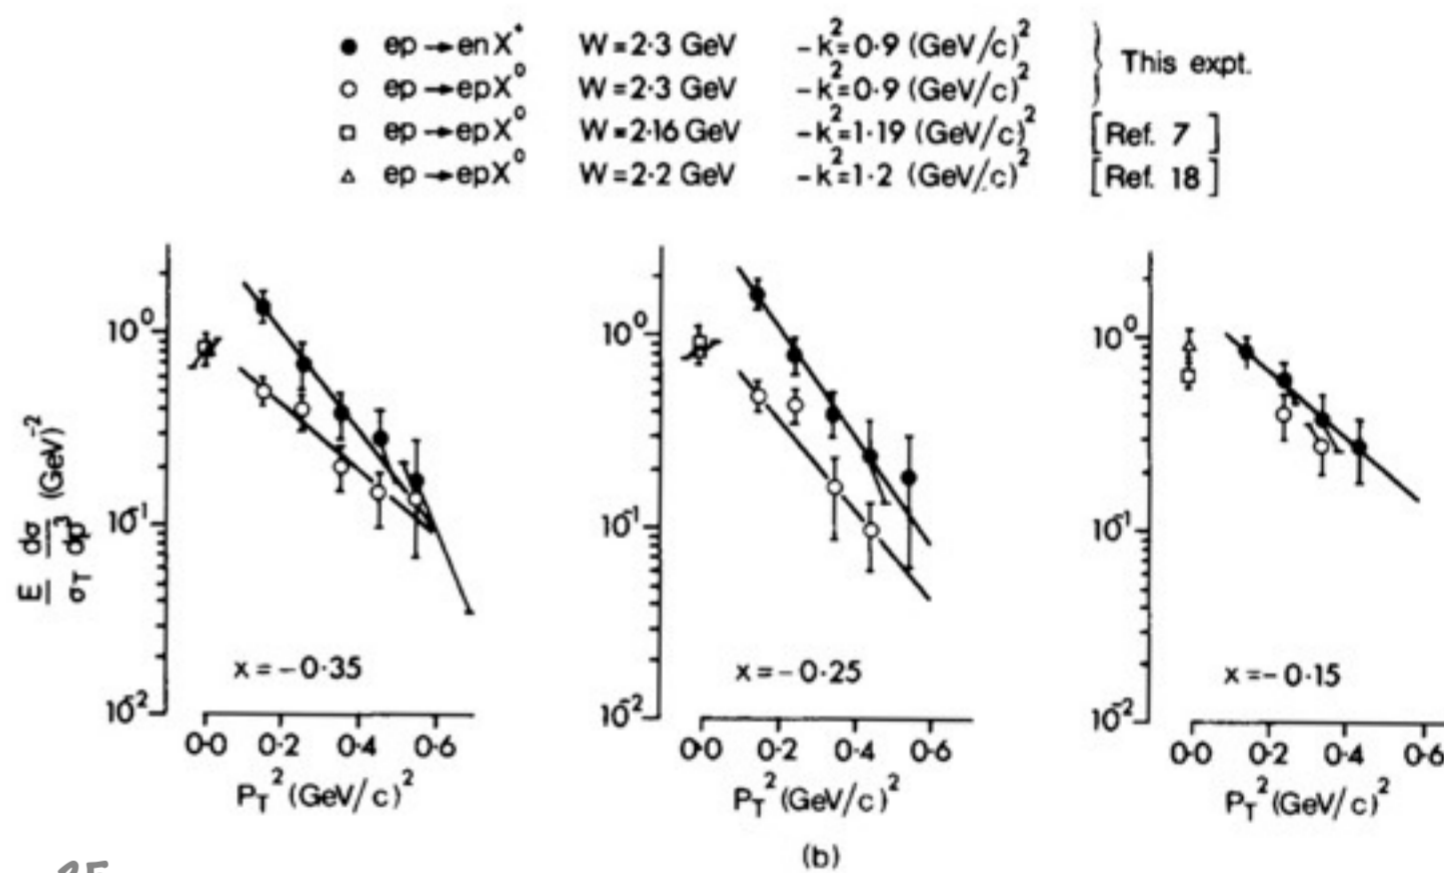 ● ep → enX⁺ W = 2·3 GeV -k²=0·9 (GeV/c)² } This expt.
○ ep → epX⁰ W = 2·3 GeV -k²=0·9 (GeV/c)²
□ ep → epX⁰ W = 2·16 GeV -k²=1·19 (GeV/c)² [Ref. 7 ]
△ ep → epX⁰ W = 2·2 GeV -k²=1·2 (GeV/c)² [Ref. 18 ]
E/σ_T dσ/dp³ (GeV⁻²)
10⁰
10⁻¹
10⁻²
x = -0·35
0·0 0·2 0·4 0·6
P_T² (GeV/c)²
10⁰
10⁻¹
10⁻²
x = -0·25
0·0 0·2 0·4 0·6
P_T² (GeV/c)²
10⁰
10⁻¹
10⁻²
x = -0·15
0·0 0·2 0·4 0·6
P_T² (GeV/c)²
(b)